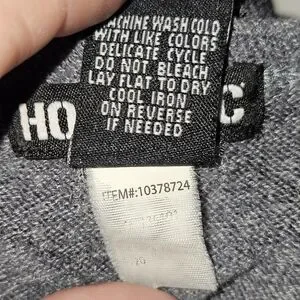 MACHINE WASH COLD
WITH LIKE COLORS
DELICATE CYCLE
DO NOT BLEACH
LAY FLAT TO DRY
COOL IRON
ON REVERSE
IF NEEDED
HO
C
ITEM#:10378724